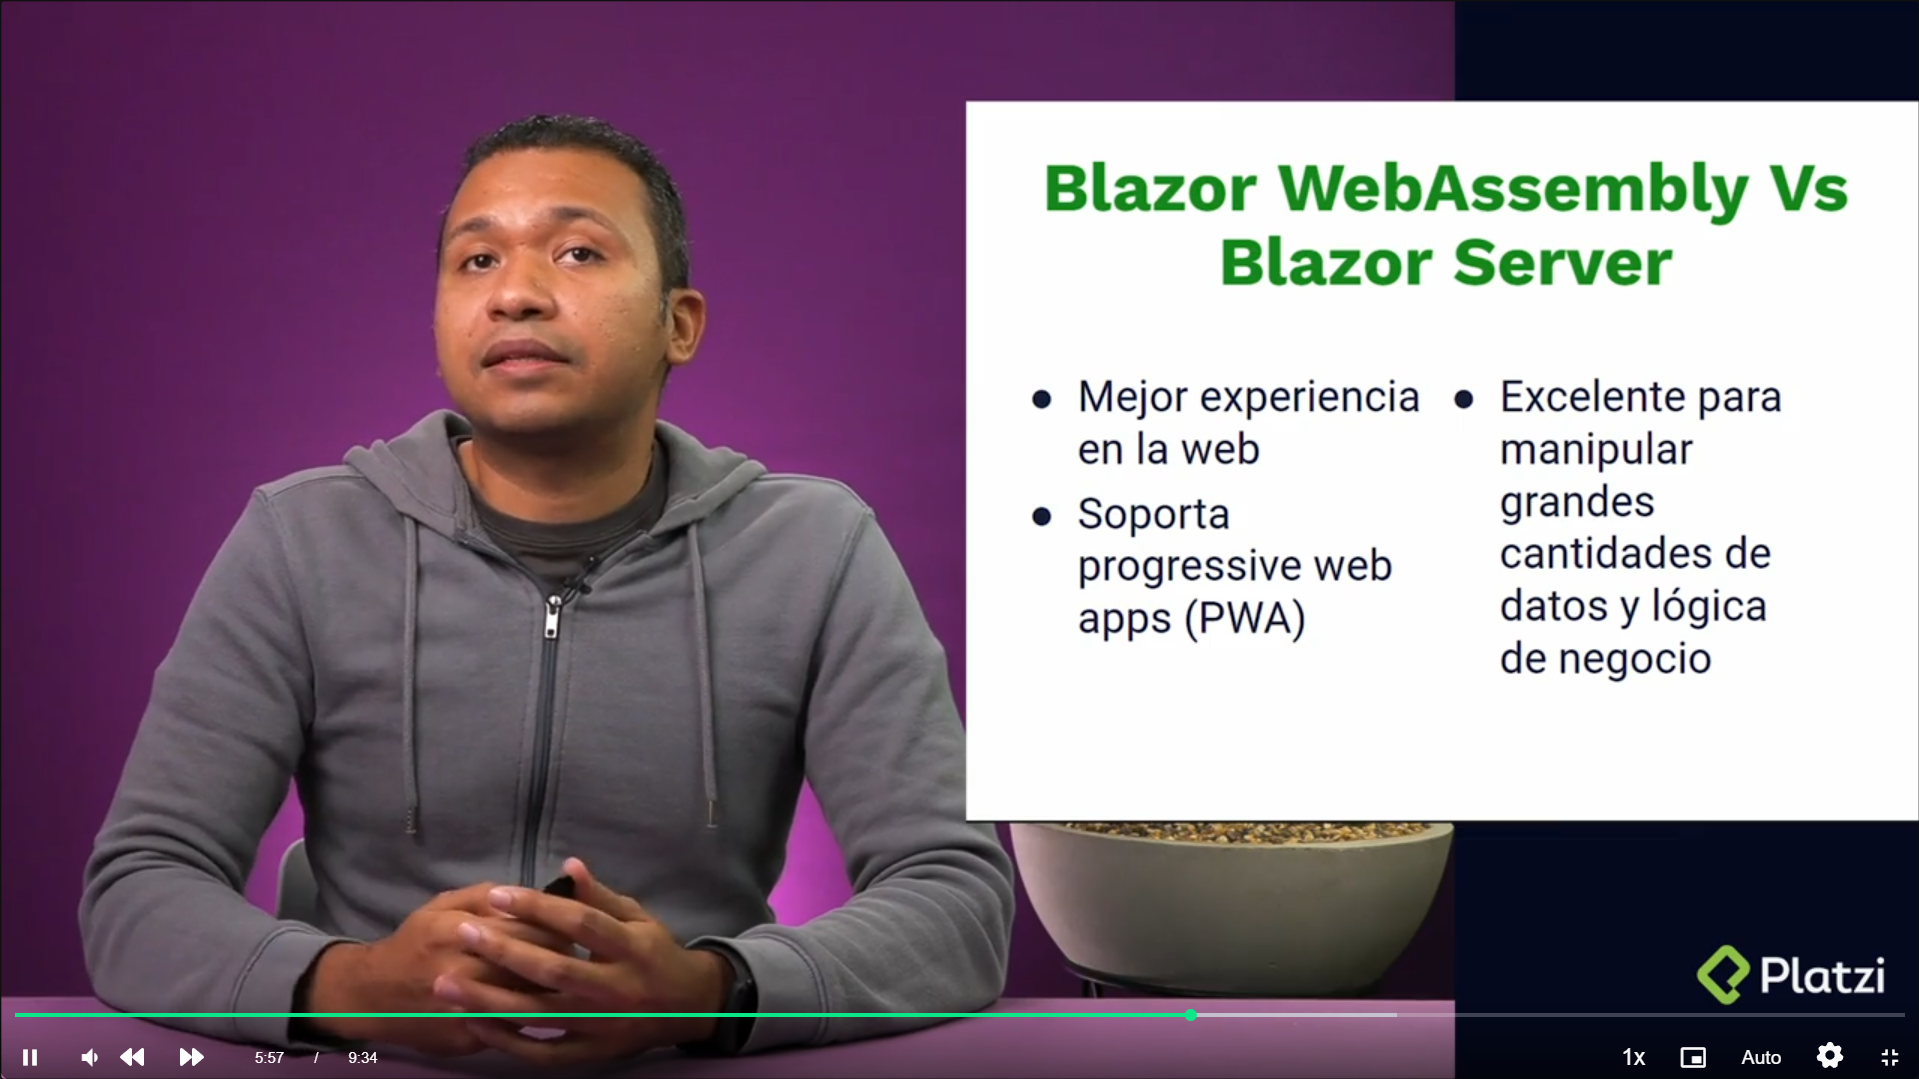 Blazor WebAssembly Vs
Blazor Server
● Mejor experiencia
en la web
● Soporta
progressive web
apps (PWA)
● Excelente para
manipular
grandes
cantidades de
datos y lógica
de negocio
Platzi
5:57 / 9:34
1x
Auto